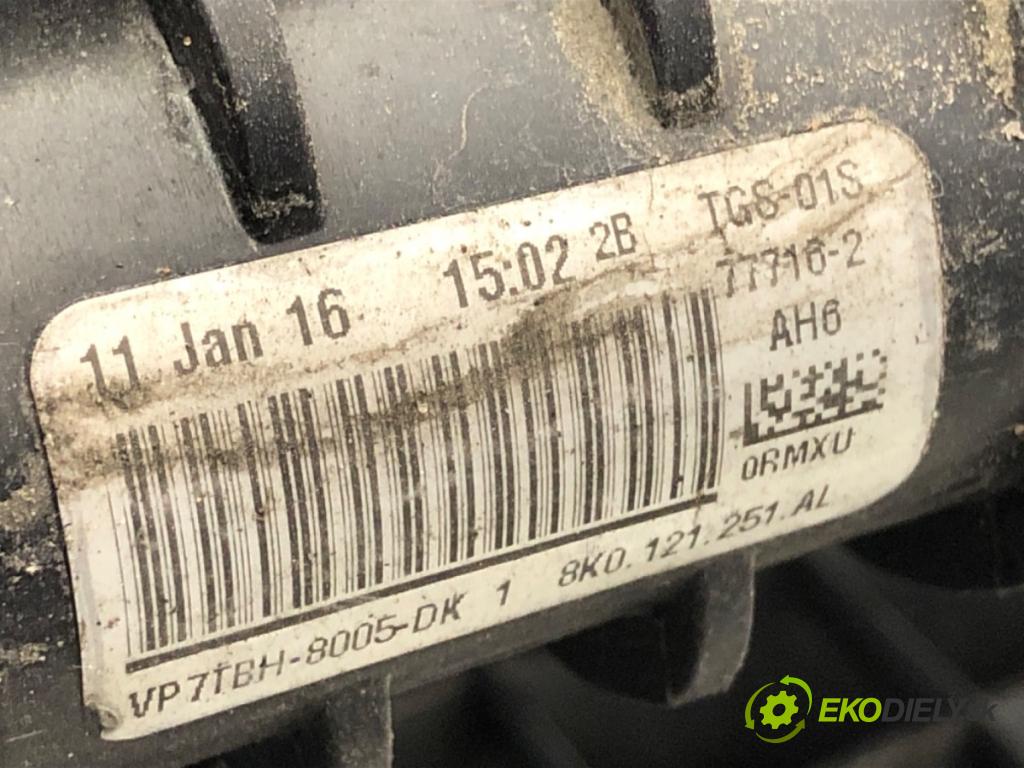 11 Jan 16 15:02 2B TGS-01S
77716-2
AH6
0RMXU
VP7TBH-8005-DK 1 8K0.121.251.AL
EKODIELY.SK